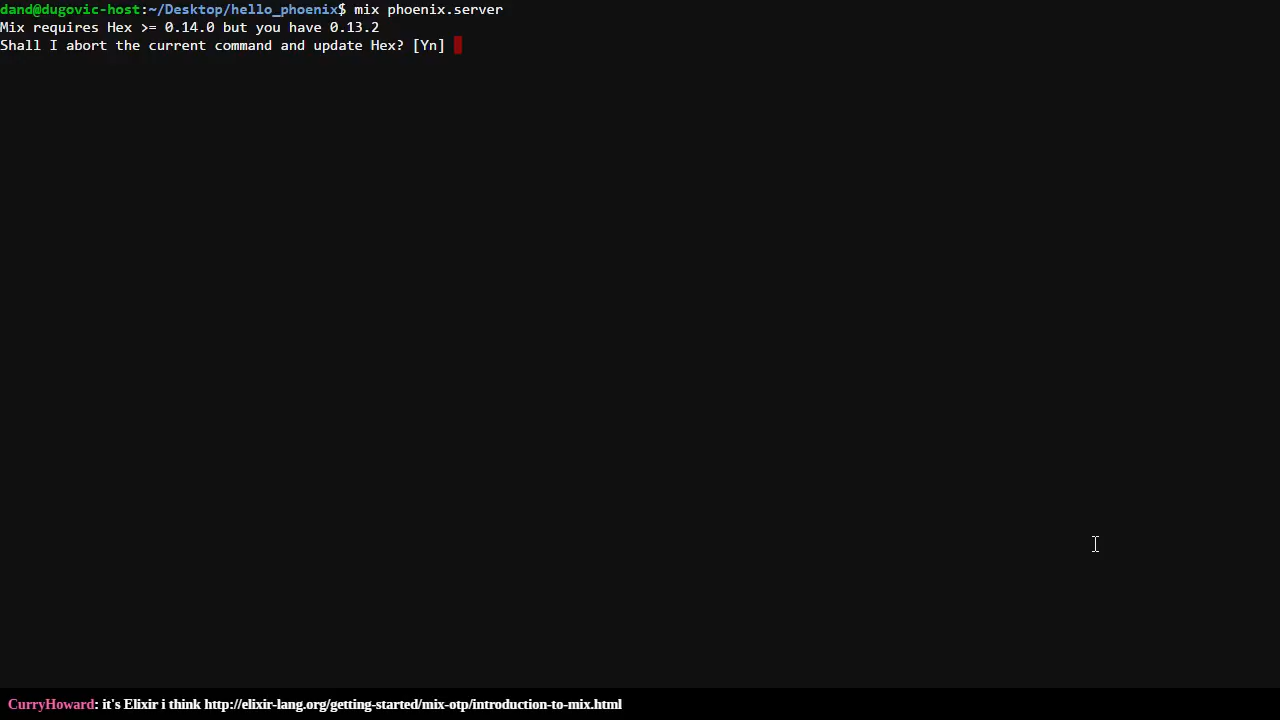 dand@dugovic-host:~/Desktop/hello_phoenix$ mix phoenix.server
Mix requires Hex >= 0.14.0 but you have 0.13.2
Shall I abort the current command and update Hex? [Yn]
CurryHoward: it's Elixir i think http://elixir-lang.org/getting-started/mix-otp/introduction-to-mix.html